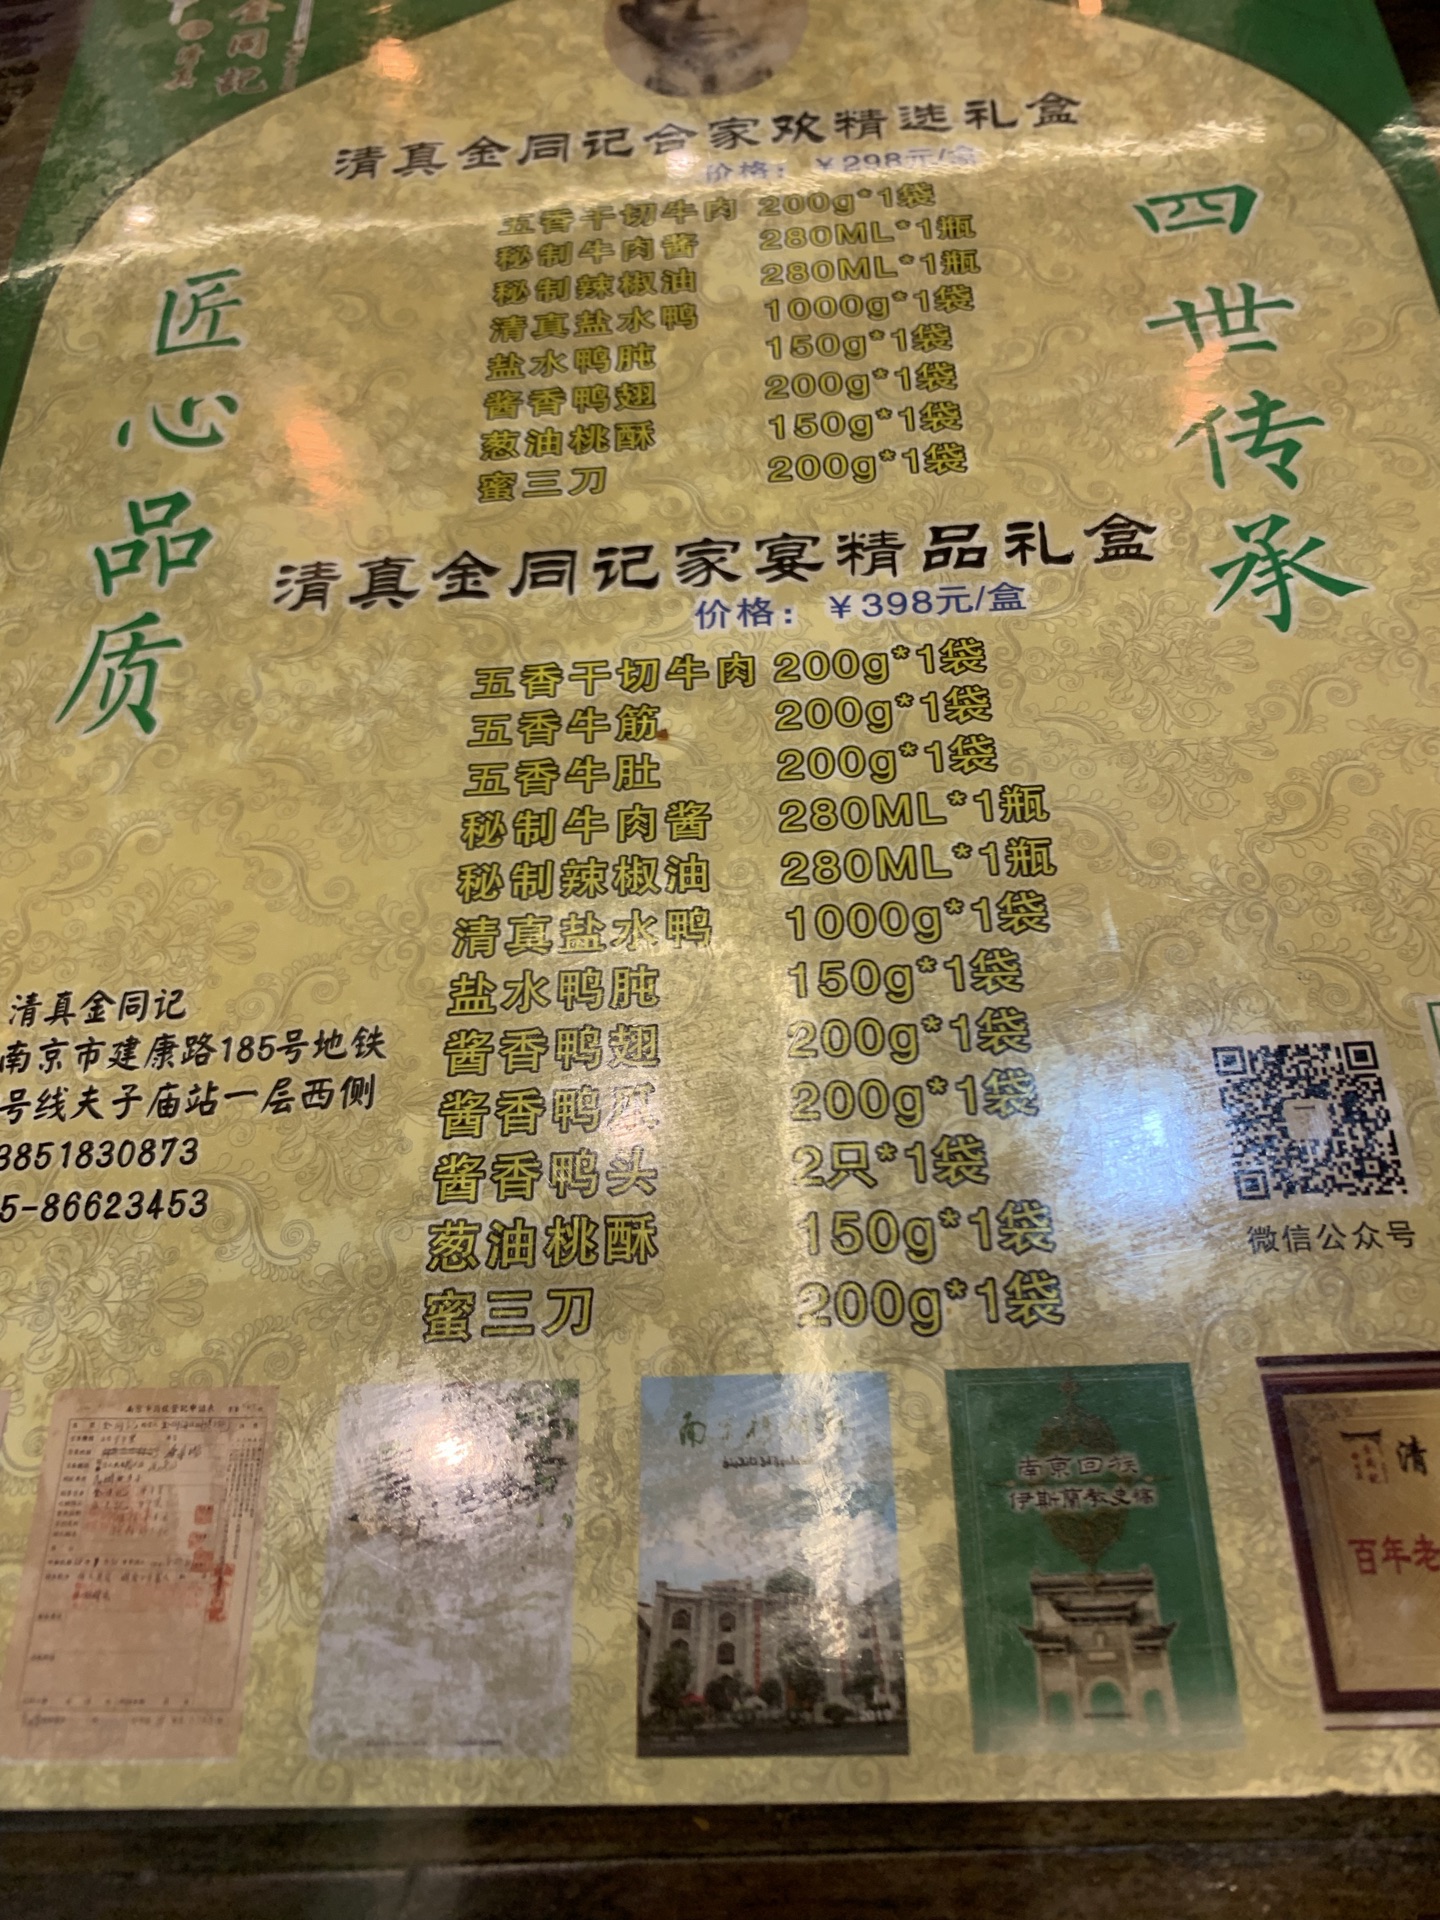 金同记
清真
清真金同记合家欢精选礼盒
价格：￥298元/盒
五香干切牛肉 200g*1袋
秘制牛肉酱 280ML*1瓶
秘制辣椒油 280ML*1瓶
清真盐水鸭 1000g*1袋
盐水鸭肫 150g*1袋
酱香鸭翅 200g*1袋
葱油桃酥 150g*1袋
蜜三刀 200g*1袋
匠心品质
四世传承
清真金同记家宴精品礼盒
价格：￥398元/盒
五香干切牛肉 200g*1袋
五香牛筋 200g*1袋
五香牛肚 200g*1袋
秘制牛肉酱 280ML*1瓶
秘制辣椒油 280ML*1瓶
清真盐水鸭 1000g*1袋
盐水鸭肫 150g*1袋
酱香鸭翅 200g*1袋
酱香鸭爪 200g*1袋
酱香鸭头 2只*1袋
葱油桃酥 150g*1袋
蜜三刀 200g*1袋
清真金同记
南京市建康路185号地铁
号线夫子庙站一层西侧
3851830873
5-86623453
微信公众号
南京回族
伊斯蘭教史稿
清
百年老